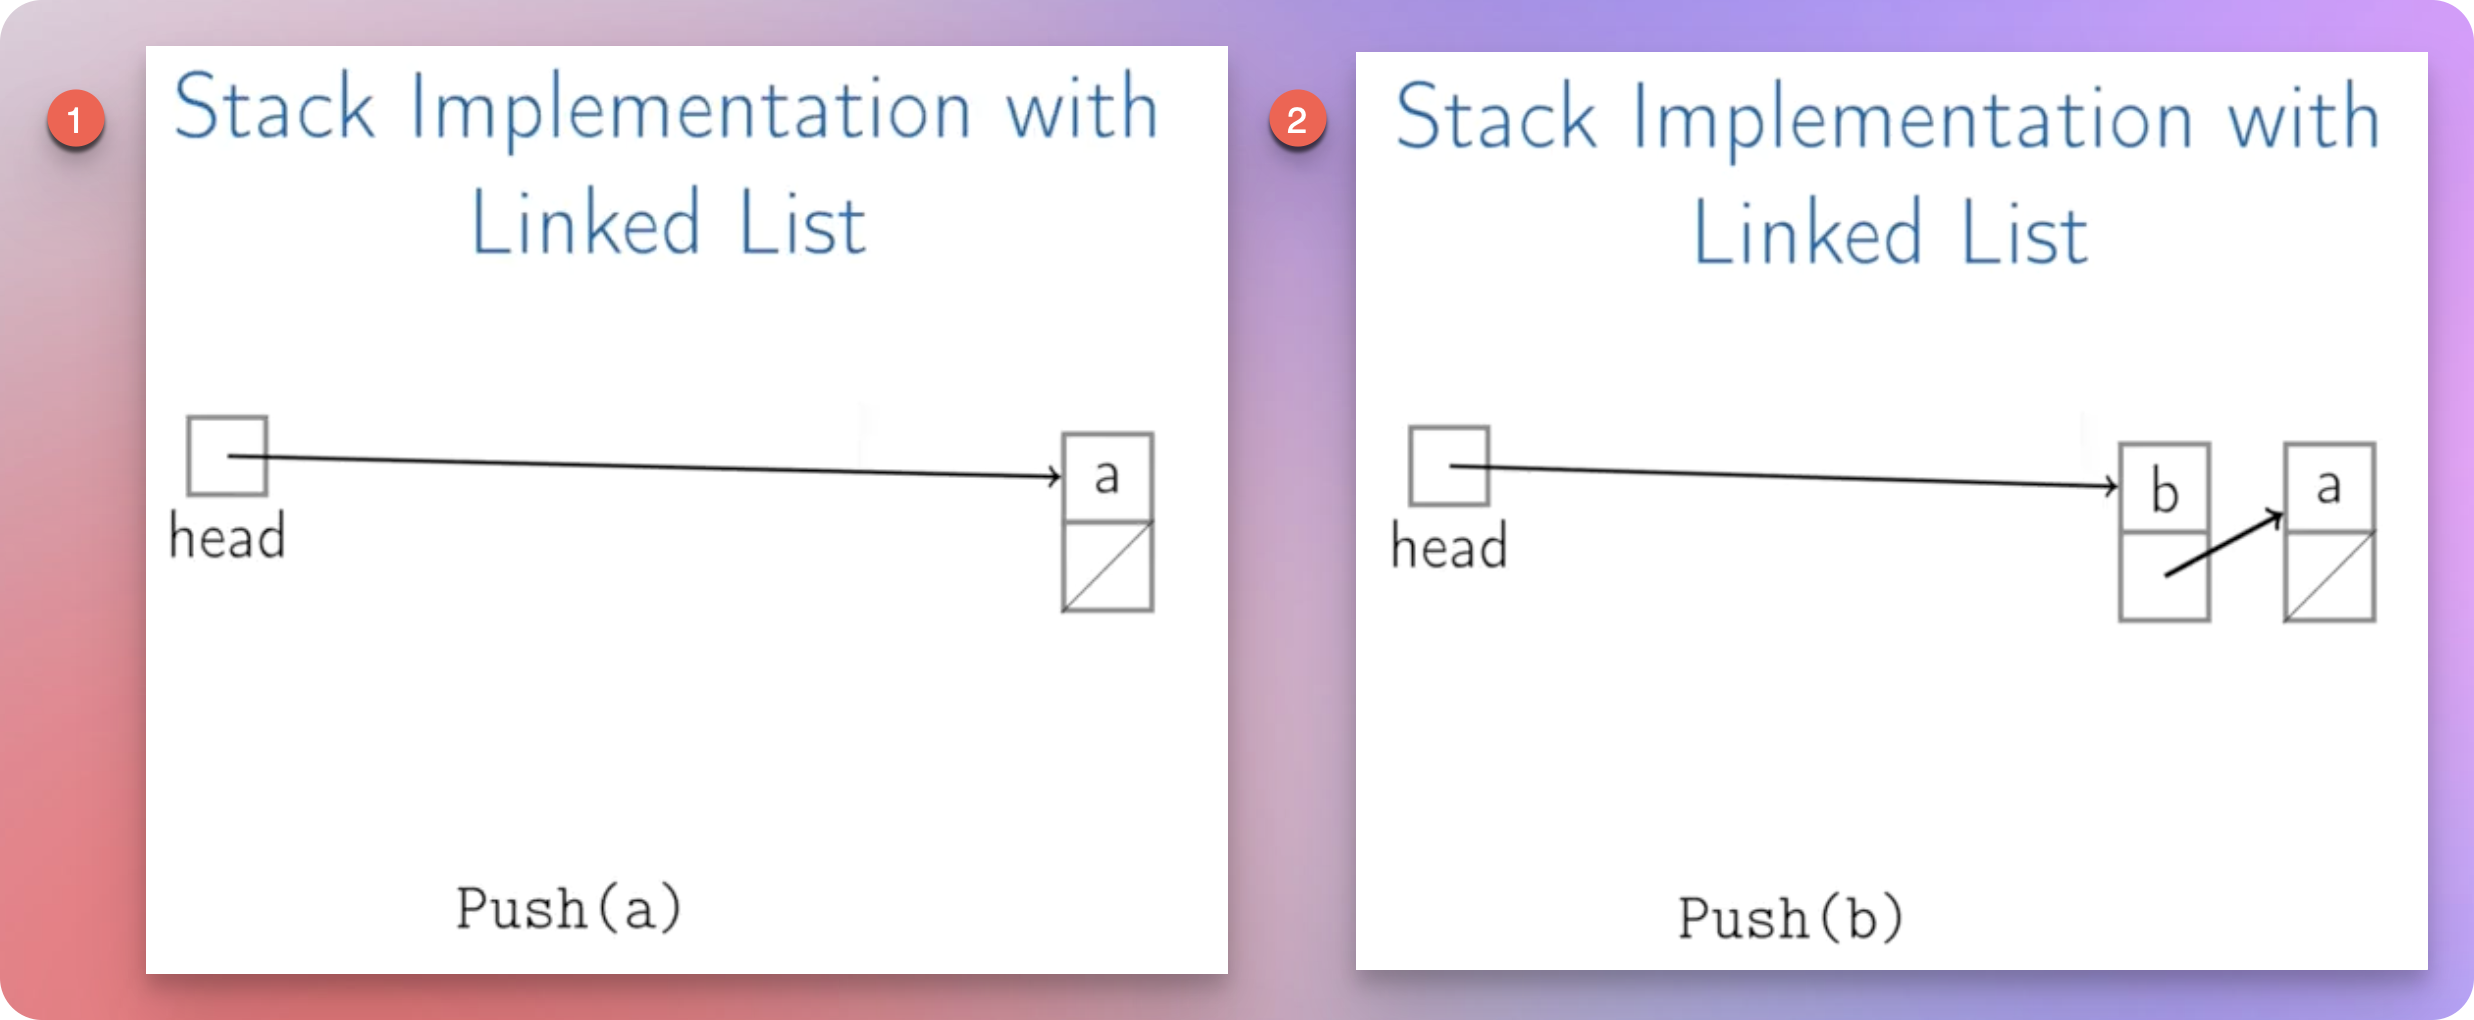 1
Stack Implementation with
Linked List
a
head
Push(a)
2
Stack Implementation with
Linked List
b a
head
Push(b)